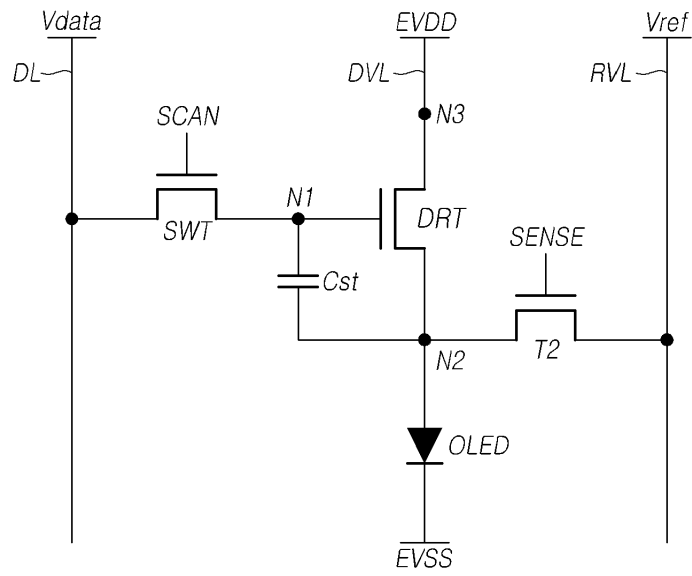 Vdata
EVDD
Vref
DL
DVL
RVL
SCAN
N3
N1
DRT
SWT
SENSE
Cst
N2
T2
OLED
EVSS